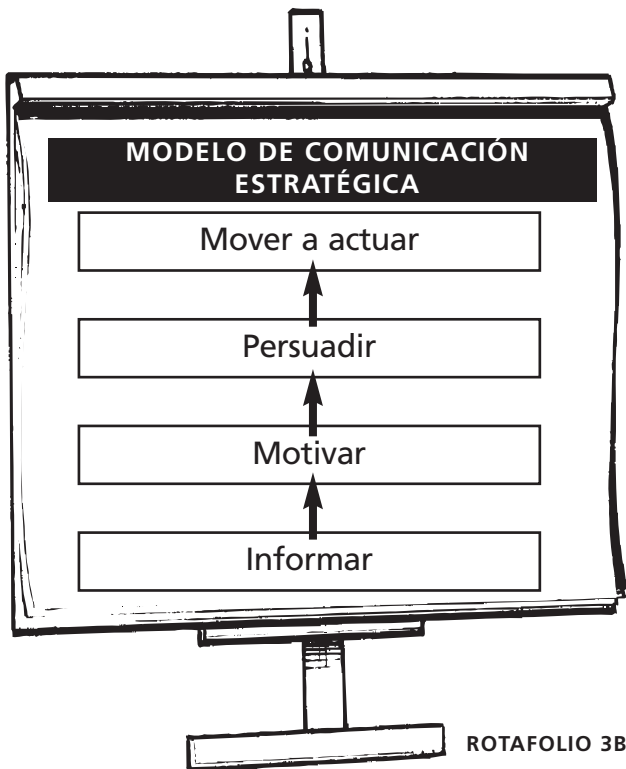 MODELO DE COMUNICACIÓN
ESTRATÉGICA
Mover a actuar
Persuadir
Motivar
Informar
ROTAFOLIO 3B